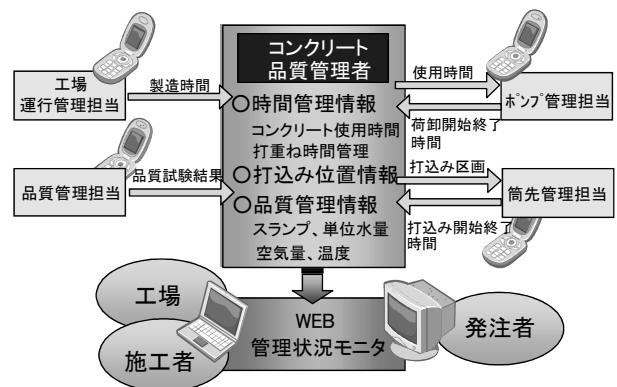 コンクリート
品質管理者
工場
運行管理担当
製造時間
使用時間
ﾎﾟﾝﾌﾟ管理担当
荷卸開始終了
時間
○時間管理情報
コンクリート使用時間
打重ね時間管理
品質管理担当
品質試験結果
○打込み位置情報
打込み区画
筒先管理担当
○品質管理情報
スランプ、単位水量
空気量、温度
打込み開始終了
時間
工場
施工者
WEB
管理状況モニタ
発注者